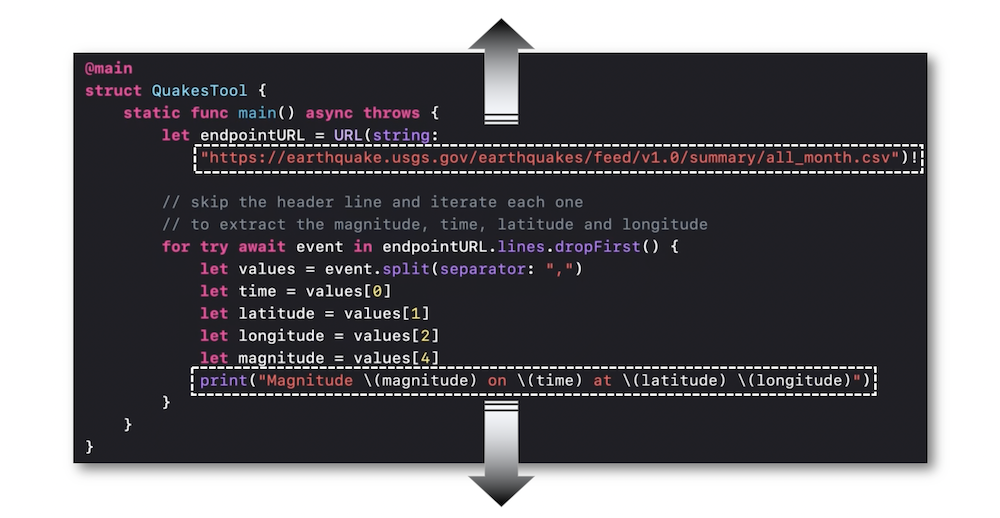 @main
struct QuakesTool {
    static func main() async throws {
        let endpointURL = URL(string:
            "https://earthquake.usgs.gov/earthquakes/feed/v1.0/summary/all_month.csv")!
        // skip the header line and iterate each one
        // to extract the magnitude, time, latitude and longitude
        for try await event in endpointURL.lines.dropFirst() {
            let values = event.split(separator: ",")
            let time = values[0]
            let latitude = values[1]
            let longitude = values[2]
            let magnitude = values[4]
            print("Magnitude \(magnitude) on \(time) at \(latitude) \(longitude)")
        }
    }
}